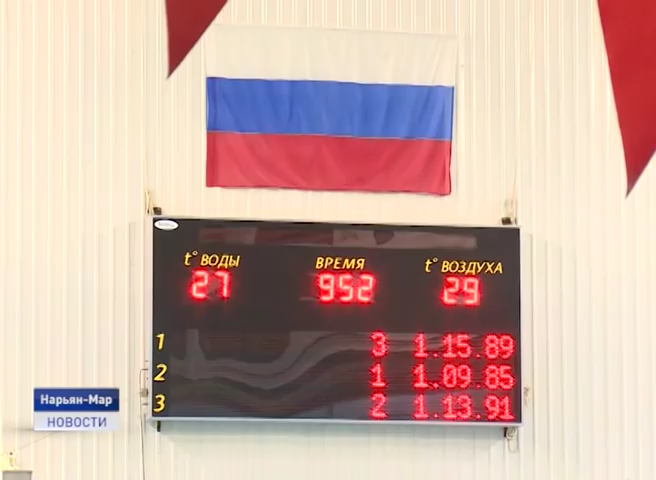 t° ВОДЫ ВРЕМЯ t° ВОЗДУХА
27 952 29
1 3 1.15.89
2 1 1.09.85
3 2 1.13.91
Нарьян-Мар
НОВОСТИ